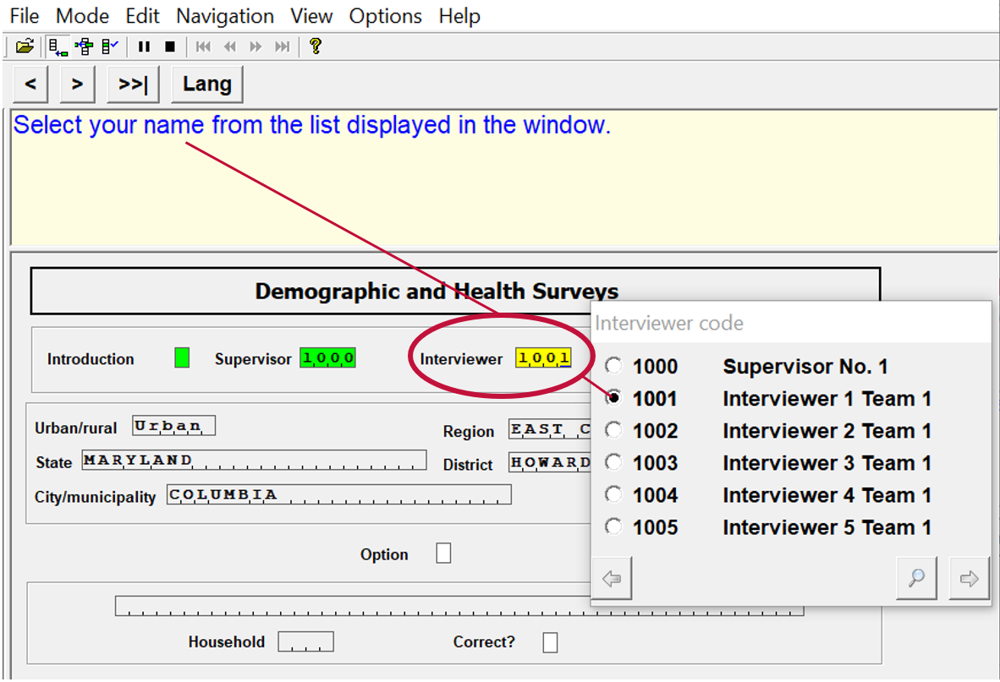 File Mode Edit Navigation View Options Help
< > >>| Lang
Select your name from the list displayed in the window.
Demographic and Health Surveys
Introduction Supervisor 1000 Interviewer 1001
Urban/rural Urban Region EAST C
State MARYLAND District HOWARD
City/municipality COLUMBIA
Option
Household Correct?
Interviewer code
1000 Supervisor No. 1
1001 Interviewer 1 Team 1
1002 Interviewer 2 Team 1
1003 Interviewer 3 Team 1
1004 Interviewer 4 Team 1
1005 Interviewer 5 Team 1